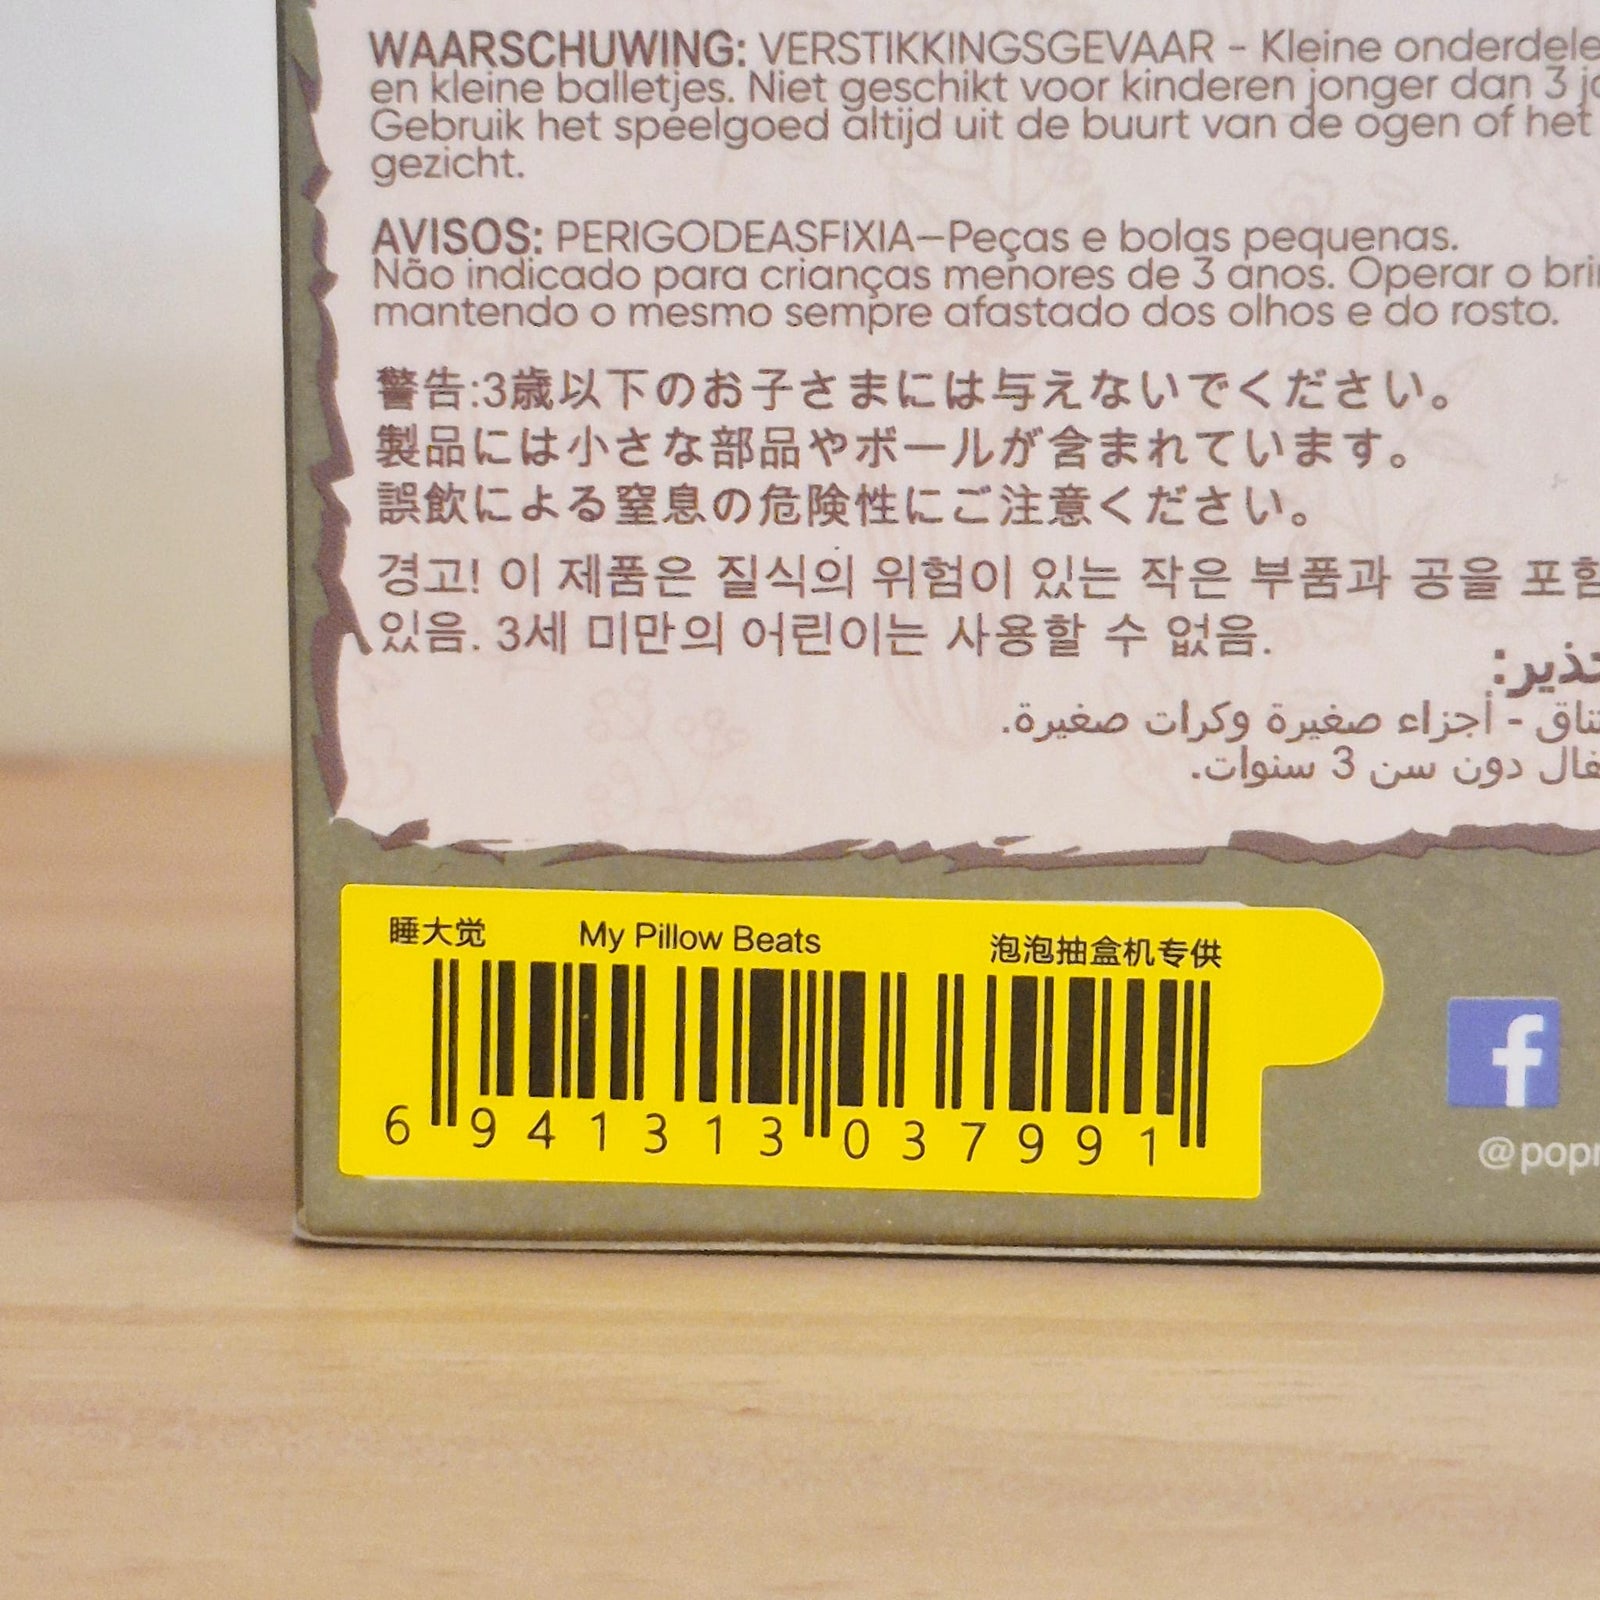 WAARSCHUWING: VERSTIKKINGSGEVAAR - Kleine onderdele
en kleine balletjes. Niet geschikt voor kinderen jonger dan 3
Gebruik het speelgoed altijd uit de buurt van de ogen of het
gezicht.
AVISOS: PERIGODEASFIXIA—Peças e bolas pequenas.
Não indicado para crianças menores de 3 anos. Operar o
mantendo o mesmo sempre afastado dos olhos e do rosto.
警告:3歳以下のお子さまには与えないでください。
製品には小さな部品やボールが含まれています。
誤飲による窒息の危険性にご注意ください。
경고! 이 제품은 질식의 위험이 있는 작은 부품과 공을 포함
있음. 3세 미만의 어린이는 사용할 수 없음.
- أجزاء صغيرة وكرات صغيرة.
دون سن 3 سنوات.
睡大觉 My Pillow Beats 泡泡抽盒机专供
6 941313 037991
f
@popm